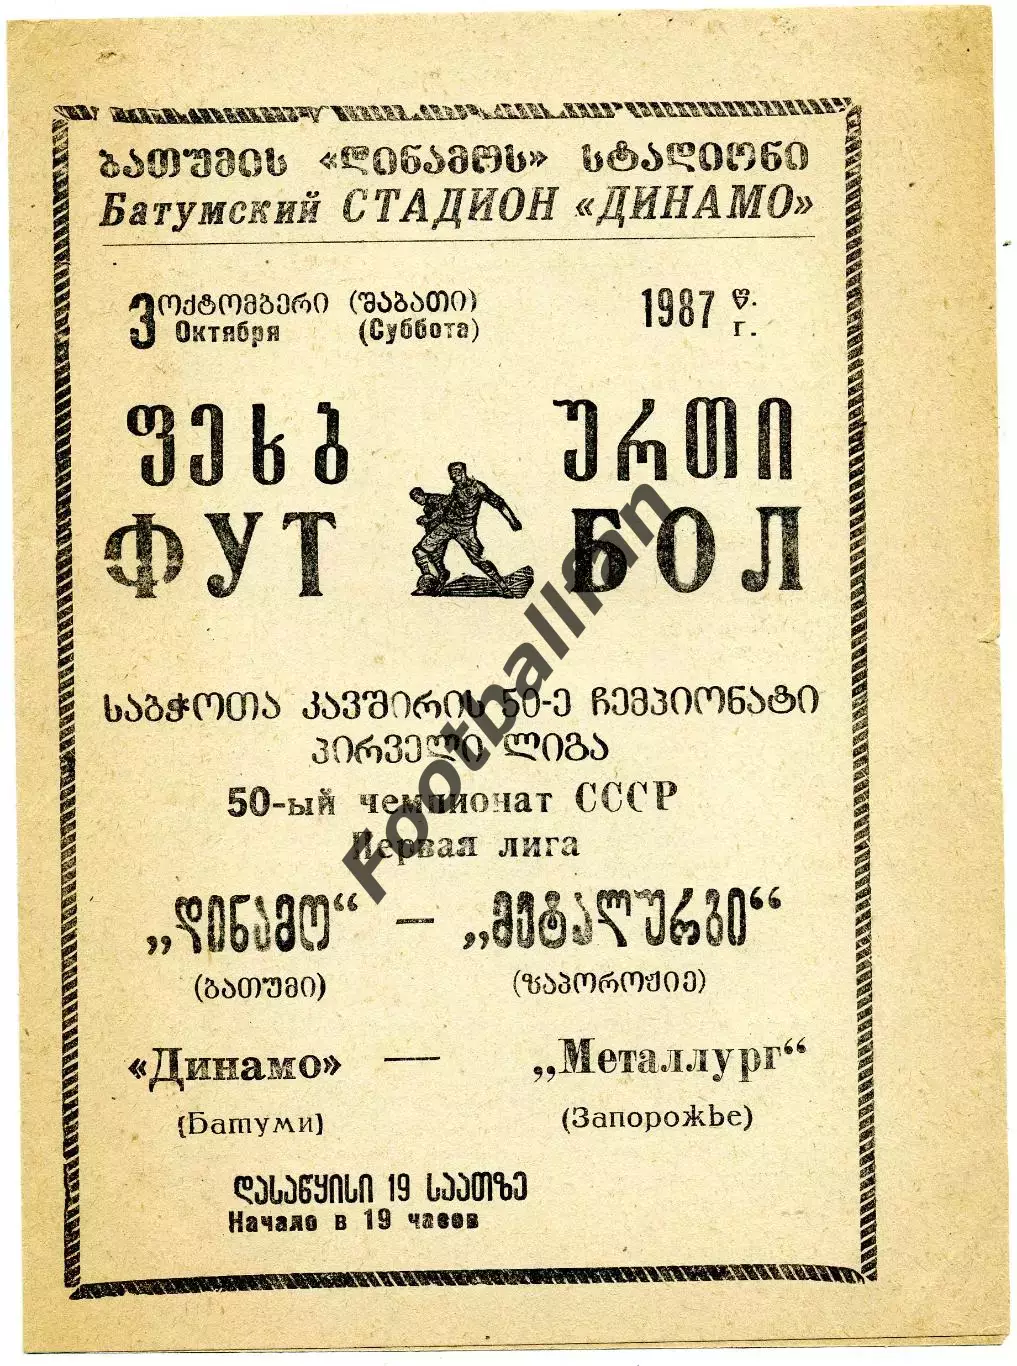 ბათუმის «დინამოს» სტადიონი
Батумский СТАДИОН «ДИНАМО»
3 ოქტომბერი (შაბათი) 1987 წ.
Октября (Суббота) г.
ფეხბ ურთი
ФУТ БОЛ
საბჭოთა კავშირის 50-ე ჩემპიონატი
პირველი ლიგა
50-ый чемпионат СССР
Первая лига
„დინამო“ — „მეტალურგი“
(ბათუმი) (ზაპოროჟიე)
«Динамо» — „Металлург“
(Батуми) (Запорожье)
დასაწყისი 19 საათზე
Начало в 19 часов
Footballfan